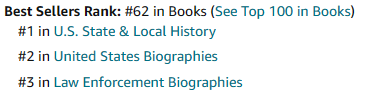 Best Sellers Rank: #62 in Books (See Top 100 in Books)
#1 in U.S. State & Local History
#2 in United States Biographies
#3 in Law Enforcement Biographies